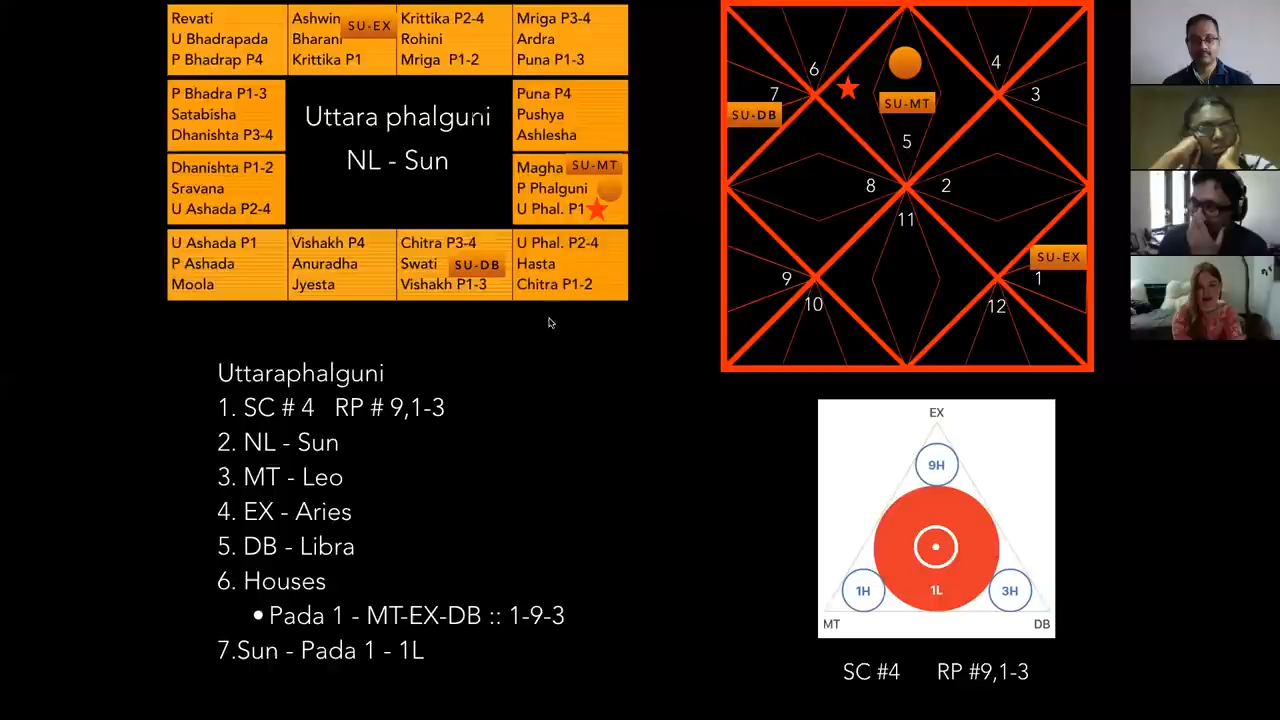 Revati
U Bhadrapada
P Bhadrap P4
Ashwin
Bharani
Krittika P1
SU-EX
Krittika P2-4
Rohini
Mriga P1-2
Mriga P3-4
Ardra
Puna P1-3
P Bhadra P1-3
Satabisha
Dhanishta P3-4
Uttara phalguni
NL - Sun
Puna P4
Pushya
Ashlesha
Dhanishta P1-2
Sravana
U Ashada P2-4
Magha SU-MT
P Phalguni
U Phal. P1
U Ashada P1
P Ashada
Moola
Vishakh P4
Anuradha
Jyesta
Chitra P3-4
Swati SU-DB
Vishakh P1-3
U Phal. P2-4
Hasta
Chitra P1-2
Uttaraphalguni
1. SC # 4 RP # 9,1-3
2. NL - Sun
3. MT - Leo
4. EX - Aries
5. DB - Libra
6. Houses
• Pada 1 - MT-EX-DB :: 1-9-3
7.Sun - Pada 1 - 1L
6
4
7
3
SU-MT
SU-DB
5
8
2
11
SU-EX
9
1
10
12
EX
9H
1H
1L
3H
MT
DB
SC #4 RP #9,1-3